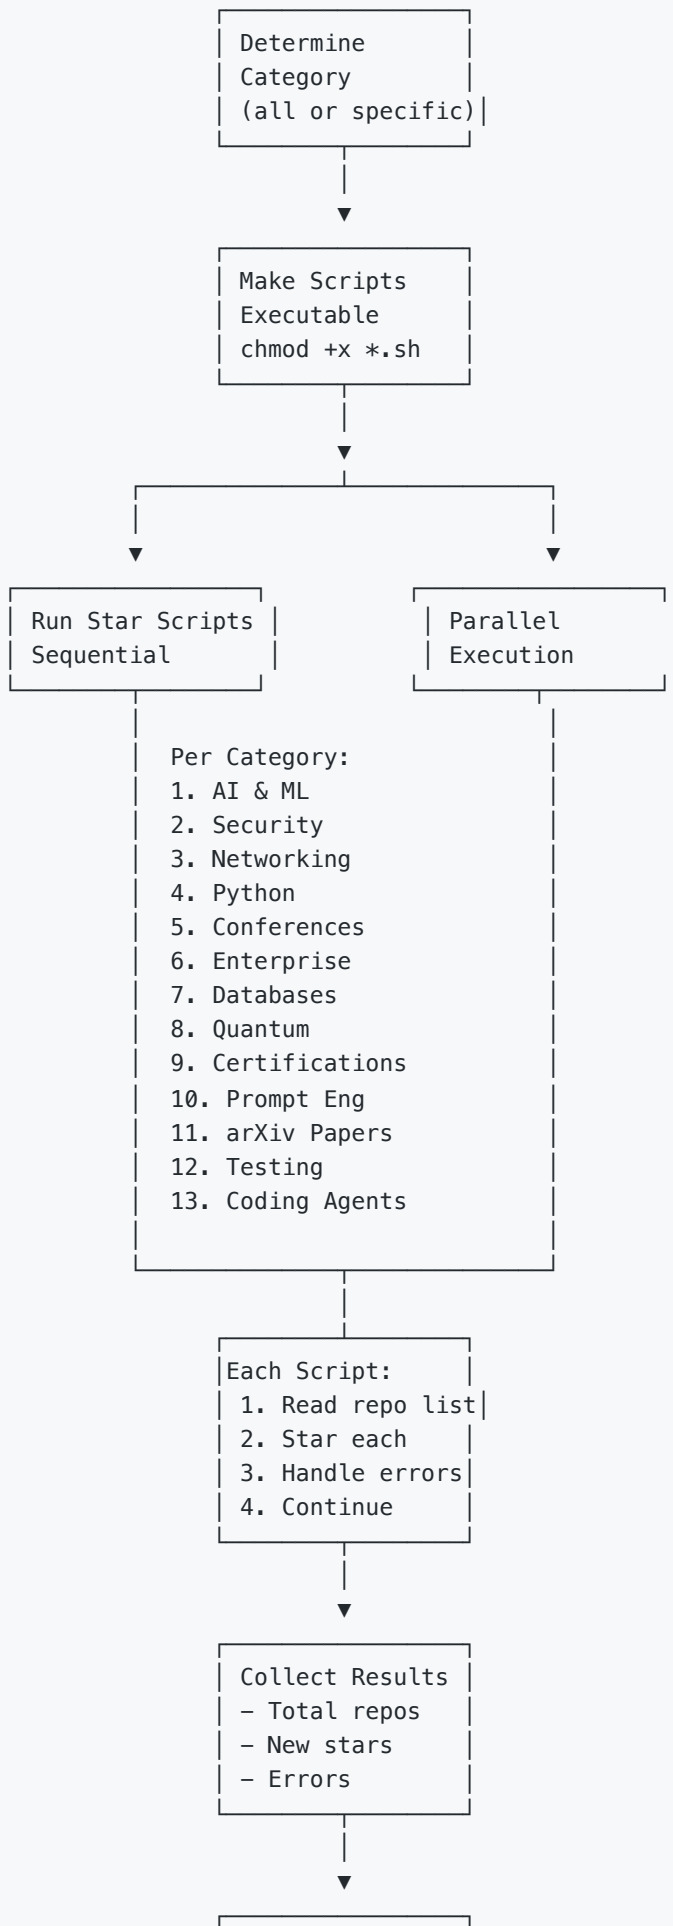 Determine
Category
(all or specific)
Make Scripts
Executable
chmod +x *.sh
Run Star Scripts
Sequential
Parallel
Execution
Per Category:
1. AI & ML
2. Security
3. Networking
4. Python
5. Conferences
6. Enterprise
7. Databases
8. Quantum
9. Certifications
10. Prompt Eng
11. arXiv Papers
12. Testing
13. Coding Agents
Each Script:
1. Read repo list
2. Star each
3. Handle errors
4. Continue
Collect Results
- Total repos
- New stars
- Errors